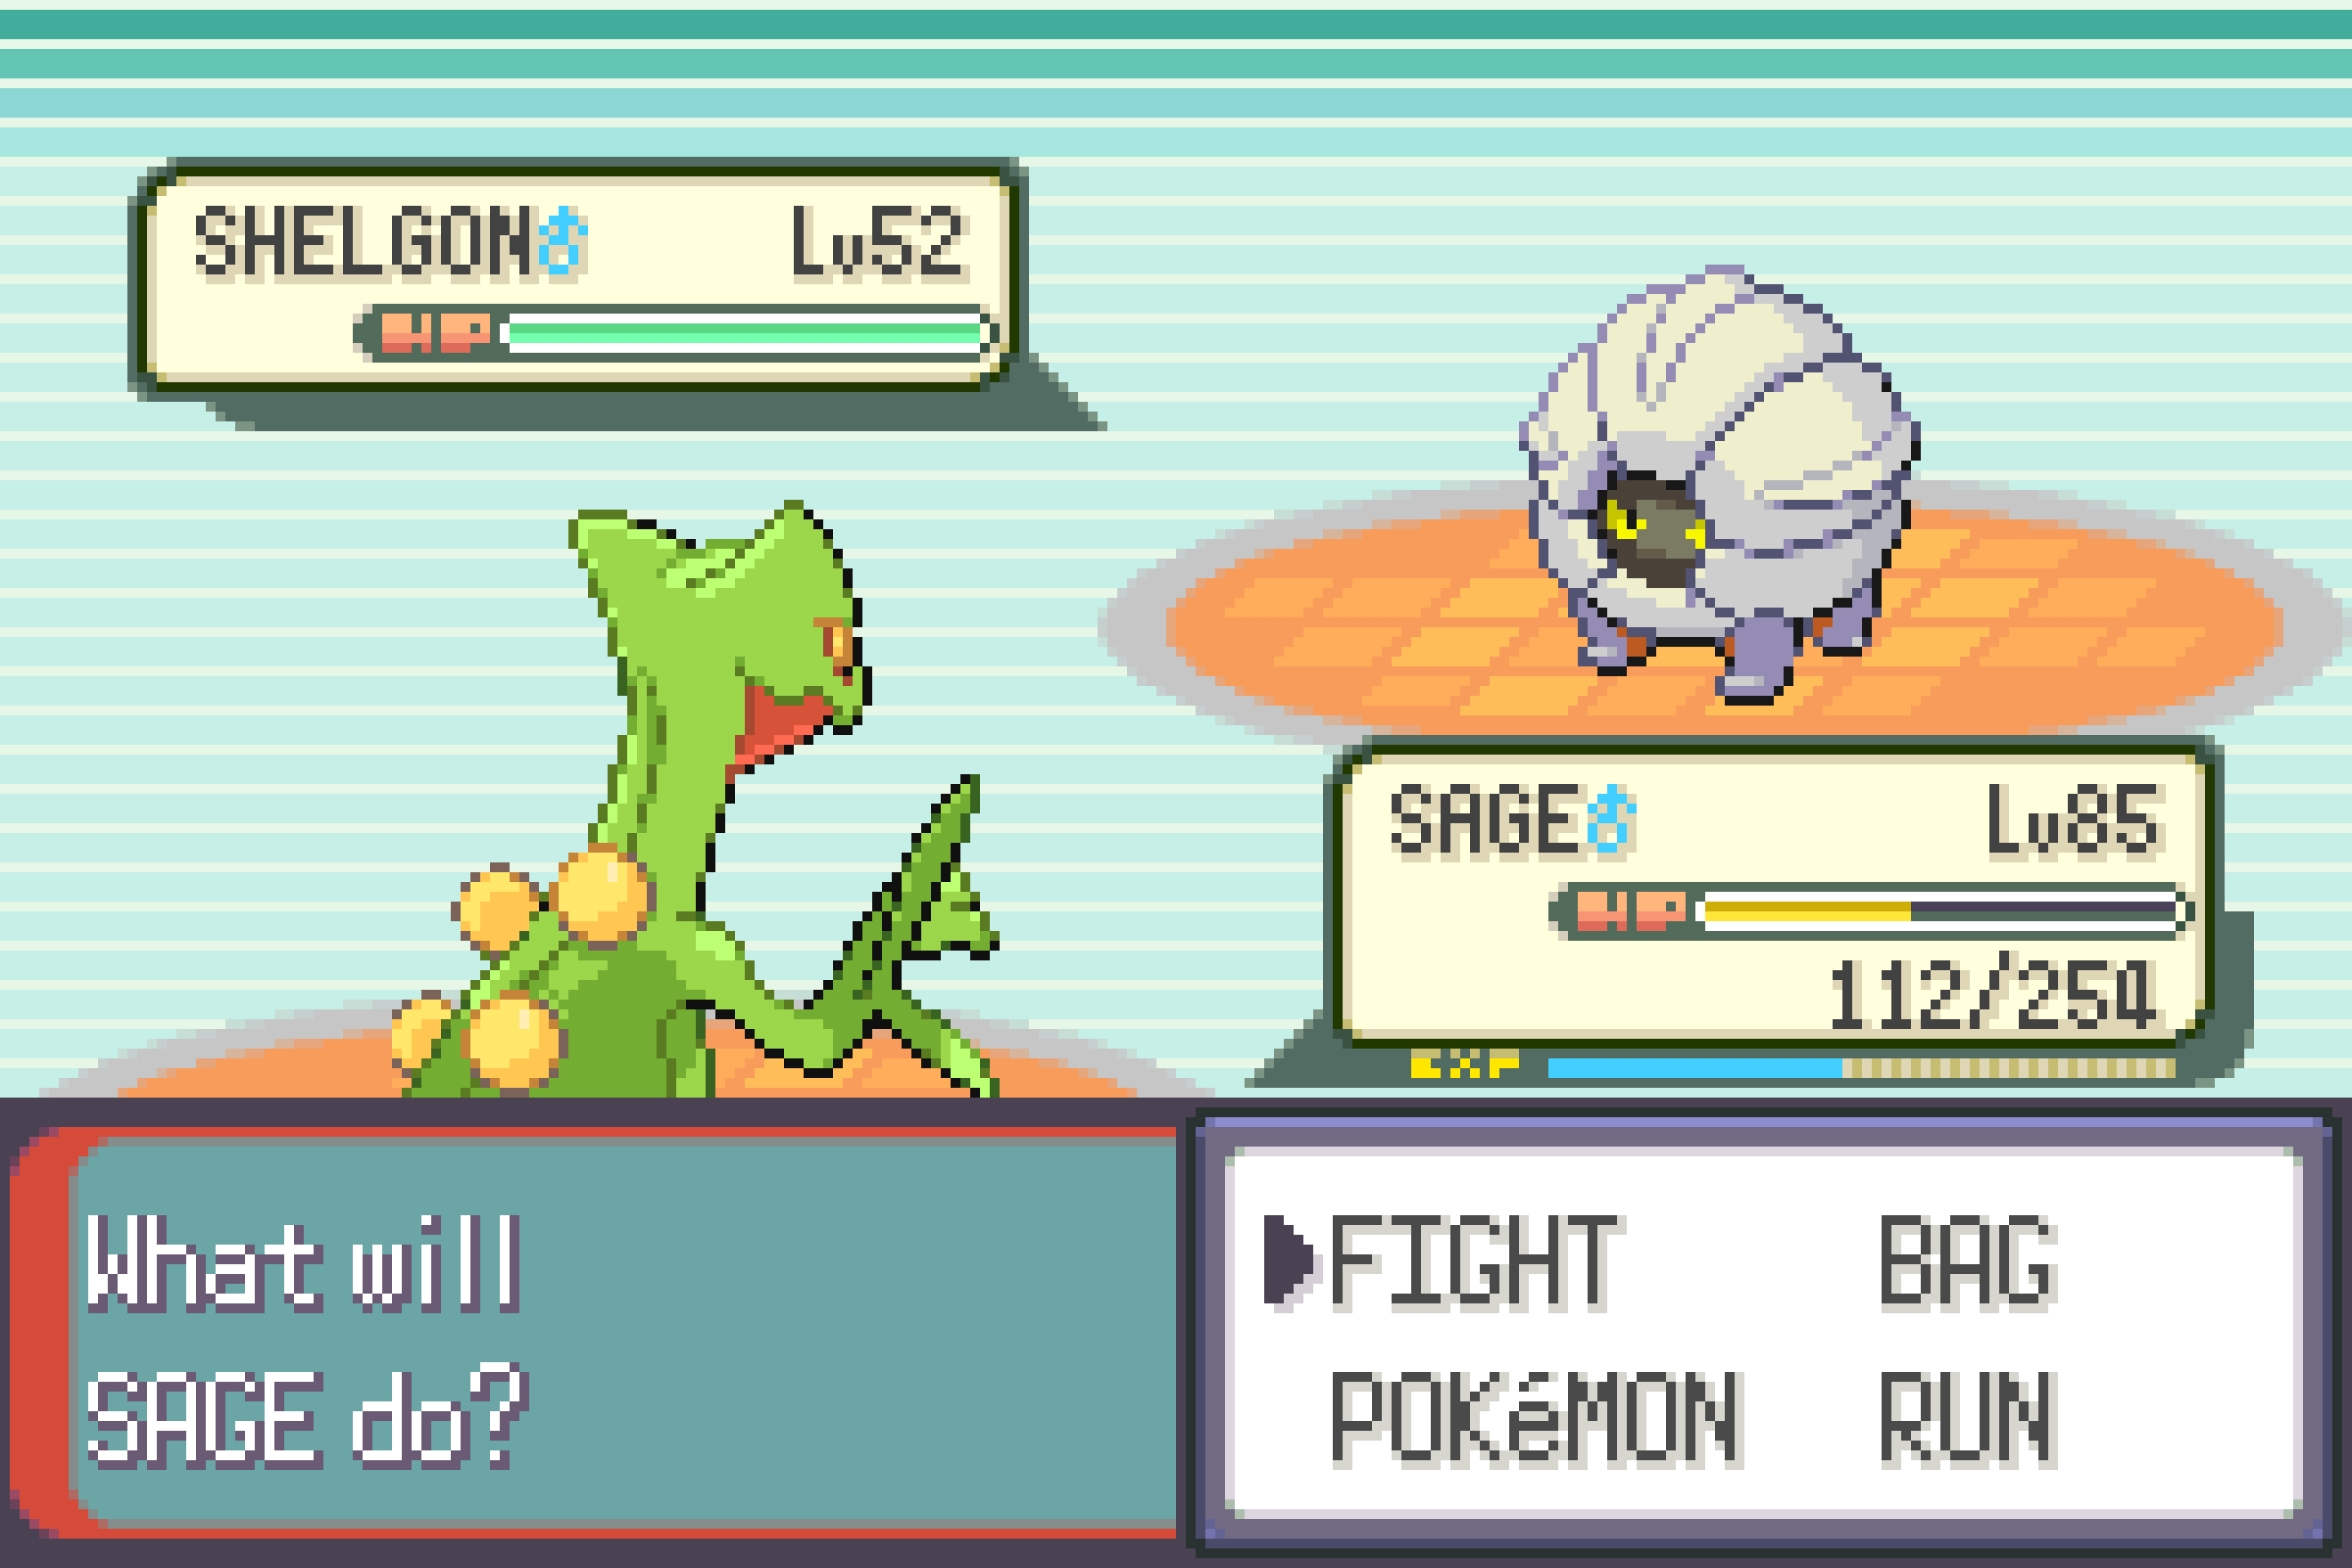 SHELGON♂ Lv52
HP
SAGE♂ Lv85
HP
112/254
EXP
What will
SAGE do?
FIGHT BAG
POKéMON RUN